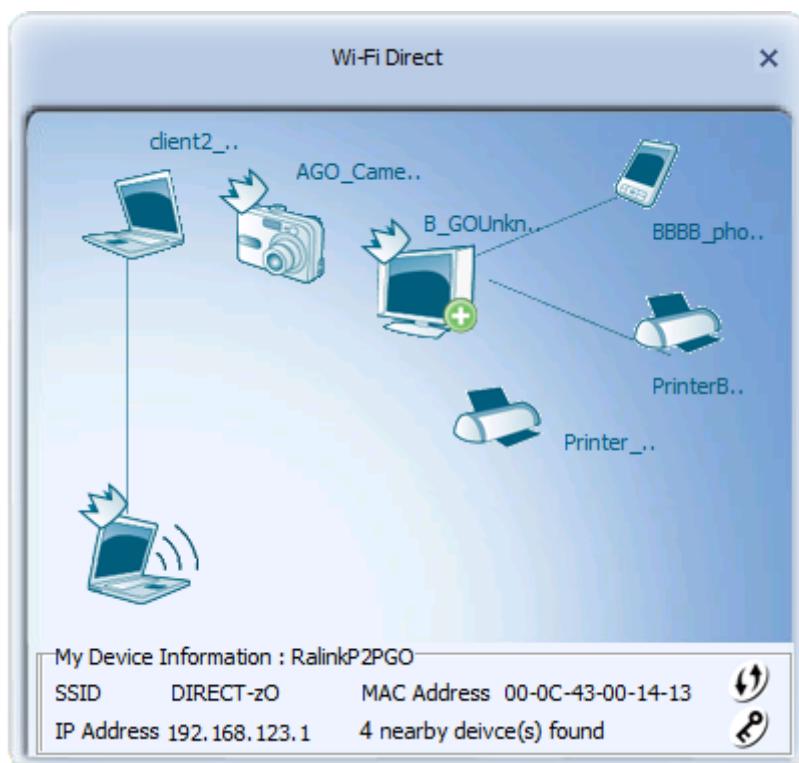 Wi-Fi Direct
client2_..
AGO_Came..
B_GOUnkn..
BBBB_pho..
PrinterB..
Printer_..
My Device Information : RalinkP2PGO
SSID DIRECT-zO MAC Address 00-0C-43-00-14-13
IP Address 192.168.123.1 4 nearby deivce(s) found